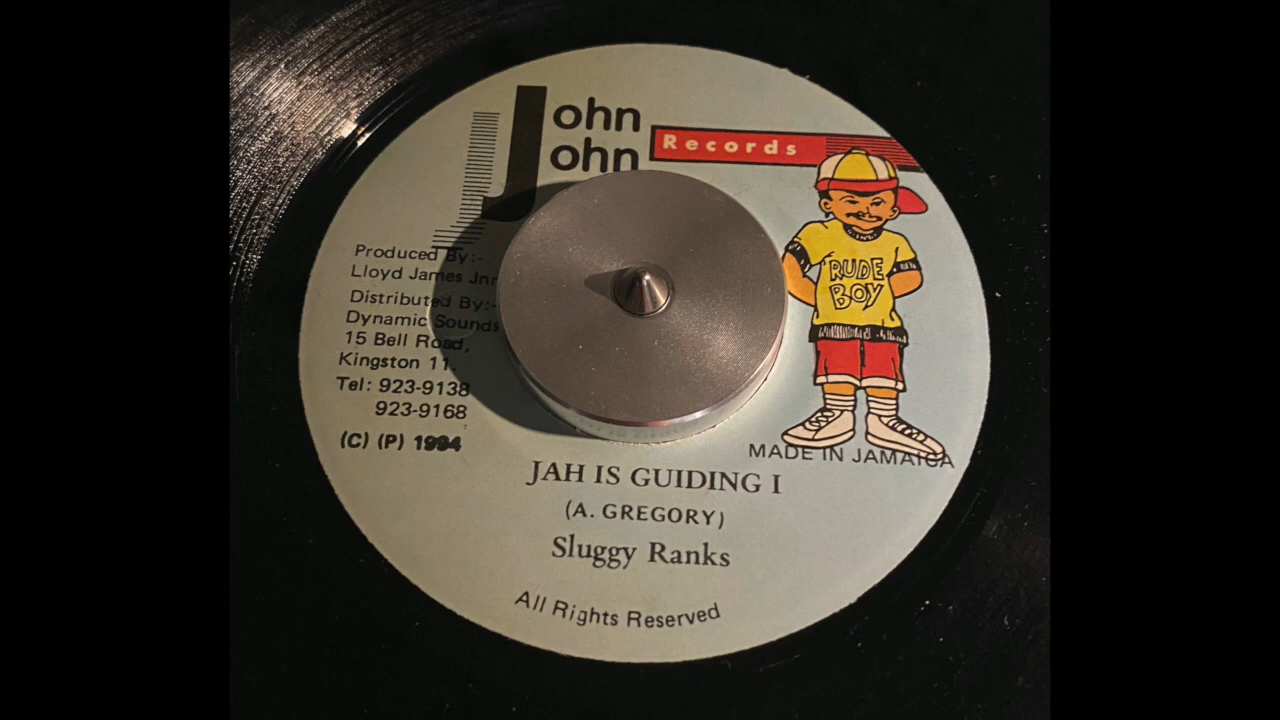 John
John
Records
RUDE
BOY
Produced By:-
Lloyd James Jnr
Distributed By:-
Dynamic Sounds
15 Bell Road,
Kingston 11
Tel: 923-9138
923-9168
(C) (P) 1994
MADE IN JAMAICA
JAH IS GUIDING I
(A. GREGORY)
Sluggy Ranks
All Rights Reserved